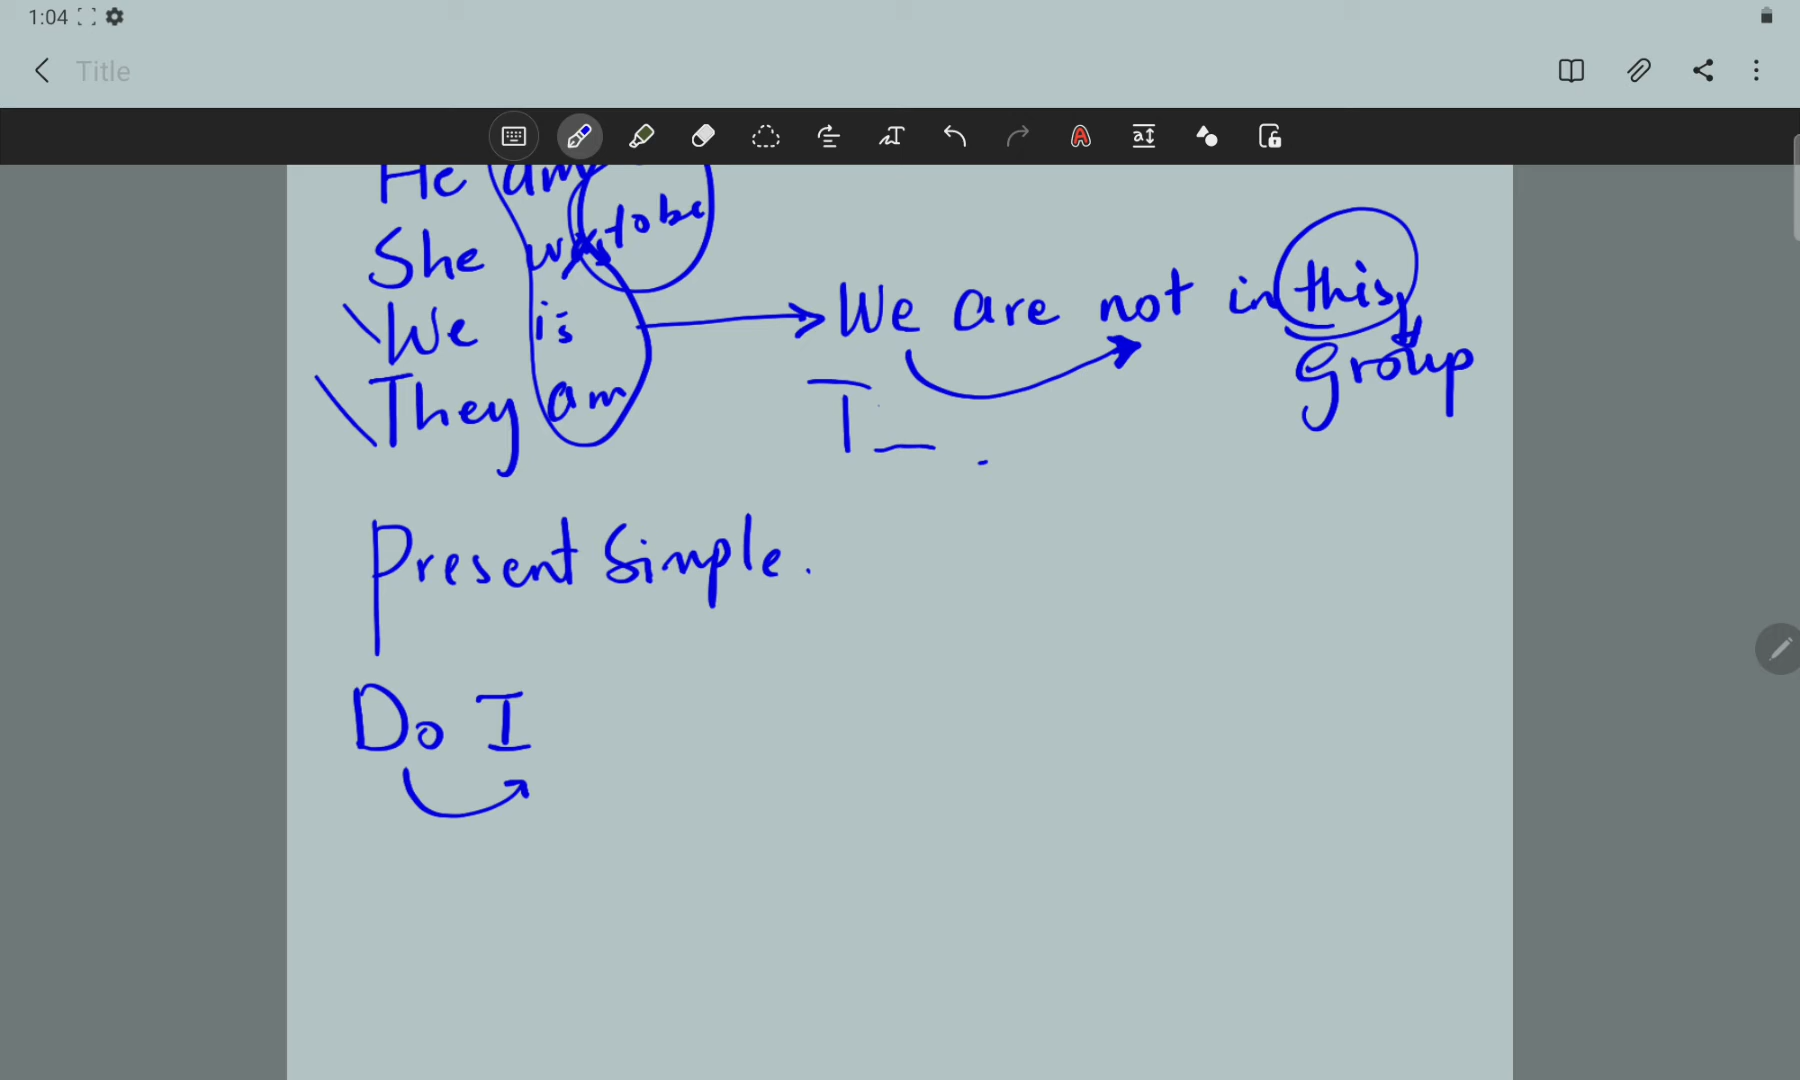 1:04
Title
He am
to be
She
We is
We are not in this
Group
They am
I
Present Simple.
Do I